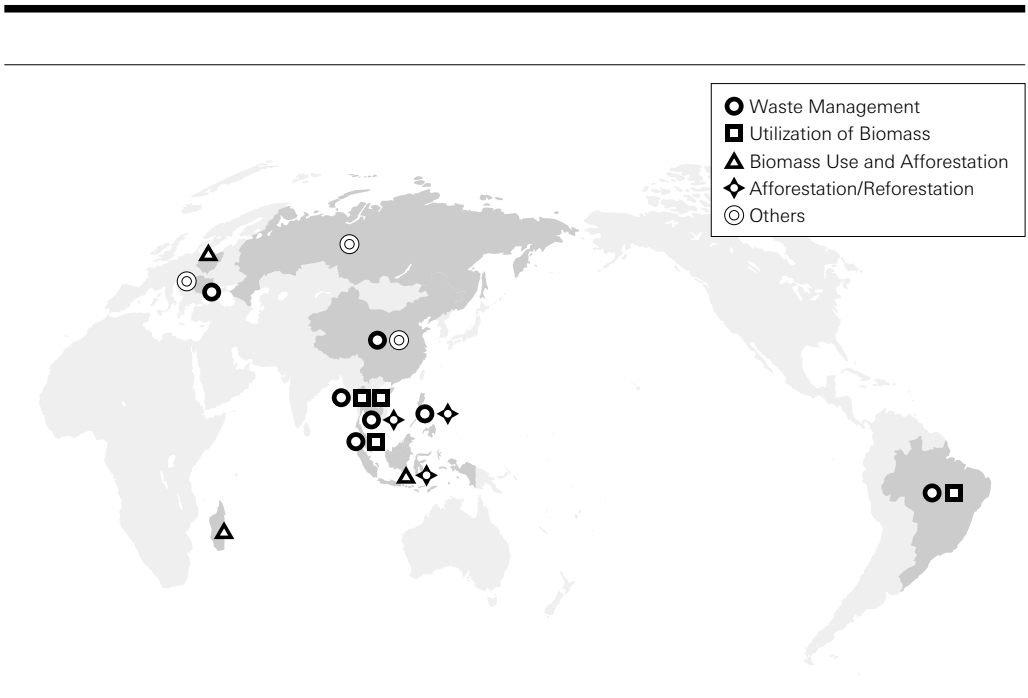 Waste Management
Utilization of Biomass
Biomass Use and Afforestation
Afforestation/Reforestation
Others